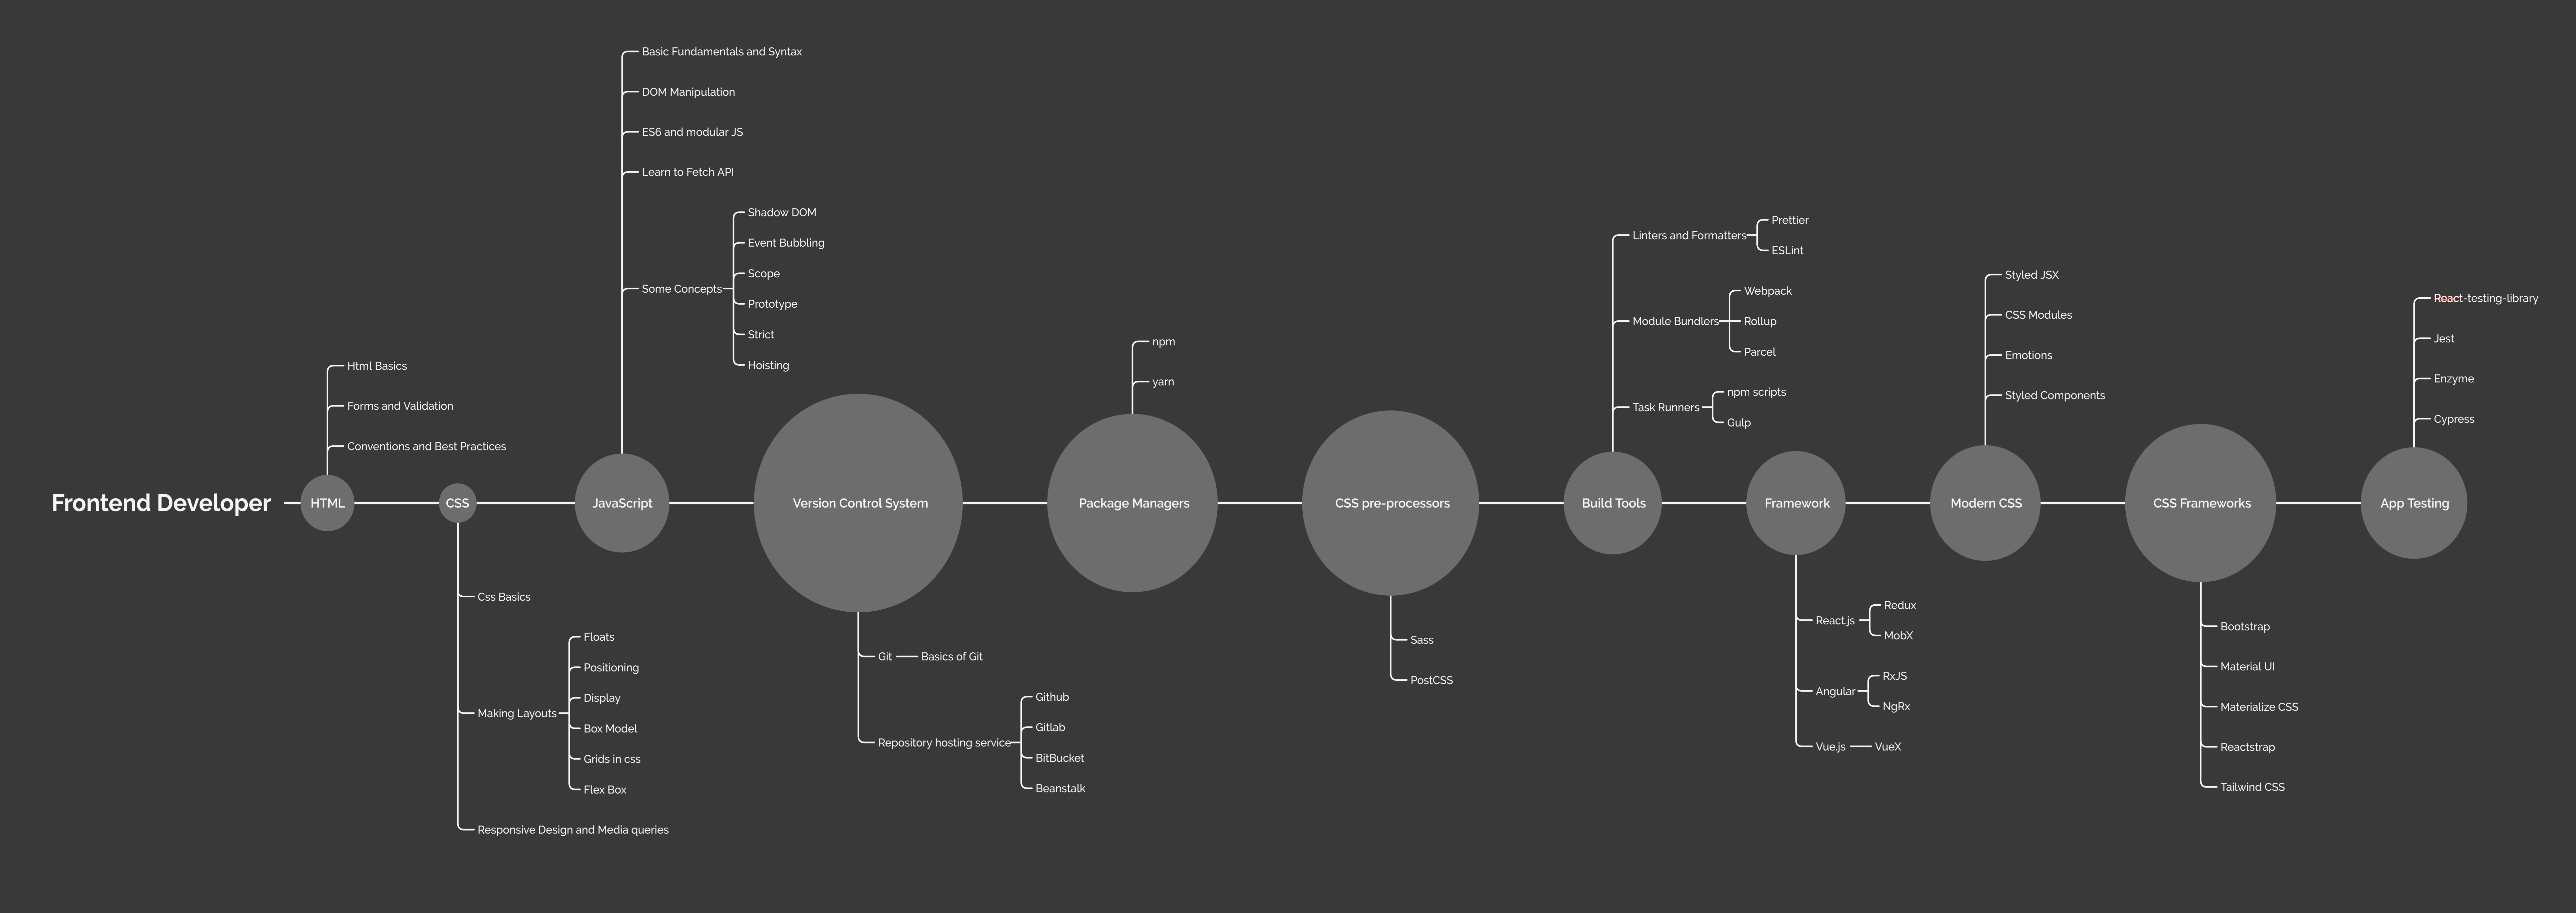 Frontend Developer
HTML
Html Basics
Forms and Validation
Conventions and Best Practices
CSS
Css Basics
Making Layouts
Floats
Positioning
Display
Box Model
Grids in css
Flex Box
Responsive Design and Media queries
JavaScript
Basic Fundamentals and Syntax
DOM Manipulation
ES6 and modular JS
Learn to Fetch API
Some Concepts
Shadow DOM
Event Bubbling
Scope
Prototype
Strict
Hoisting
Version Control System
Git
Basics of Git
Repository hosting service
Github
Gitlab
BitBucket
Beanstalk
Package Managers
npm
yarn
CSS pre-processors
Sass
PostCSS
Build Tools
Linters and Formatters
Prettier
ESLint
Module Bundlers
Webpack
Rollup
Parcel
Task Runners
npm scripts
Gulp
Framework
React.js
Redux
MobX
Angular
RxJS
NgRx
Vue.js
VueX
Modern CSS
Styled JSX
CSS Modules
Emotions
Styled Components
CSS Frameworks
Bootstrap
Material UI
Materialize CSS
Reactstrap
Tailwind CSS
App Testing
React-testing-library
Jest
Enzyme
Cypress